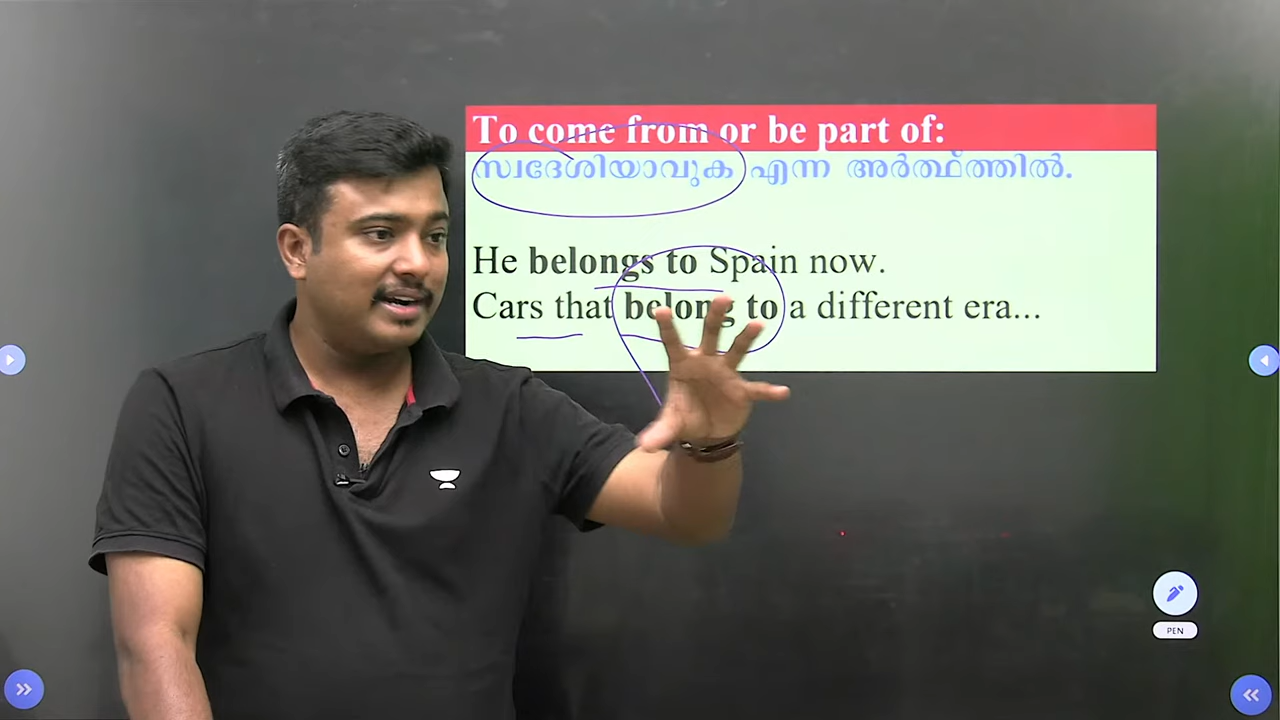 To come from or be part of:
സ്വദേശിയാവുക എന്ന അർത്ഥ്ത്തിൽ.
He belongs to Spain now.
Cars that belong to a different era...
PEN